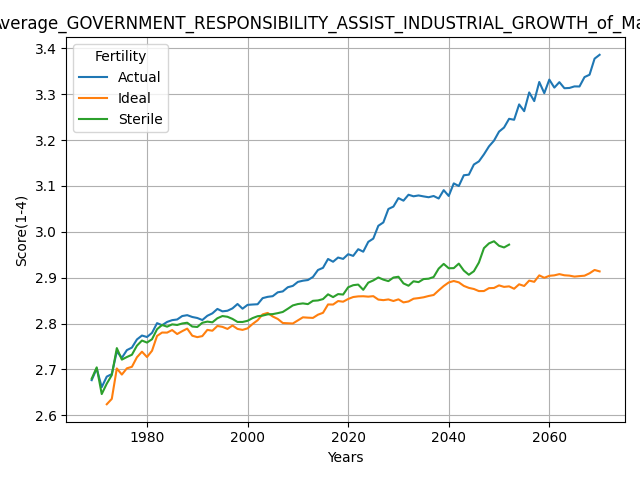 Average_GOVERNMENT_RESPONSIBILITY_ASSIST_INDUSTRIAL_GROWTH_of_Ma
Fertility
Actual
Ideal
Sterile
Score(1-4)
3.4
3.3
3.2
3.1
3.0
2.9
2.8
2.7
2.6
1980 2000 2020 2040 2060
Years